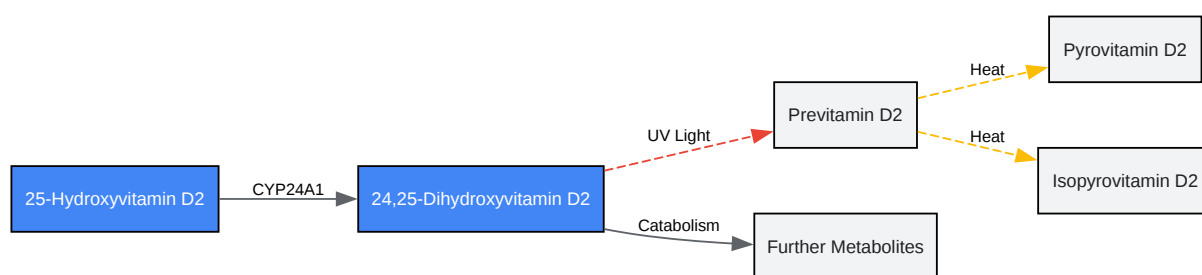 25-Hydroxyvitamin D2
CYP24A1
24,25-Dihydroxyvitamin D2
UV Light
Previtamin D2
Heat
Pyrovitamin D2
Heat
Isopyrovitamin D2
Catabolism
Further Metabolites